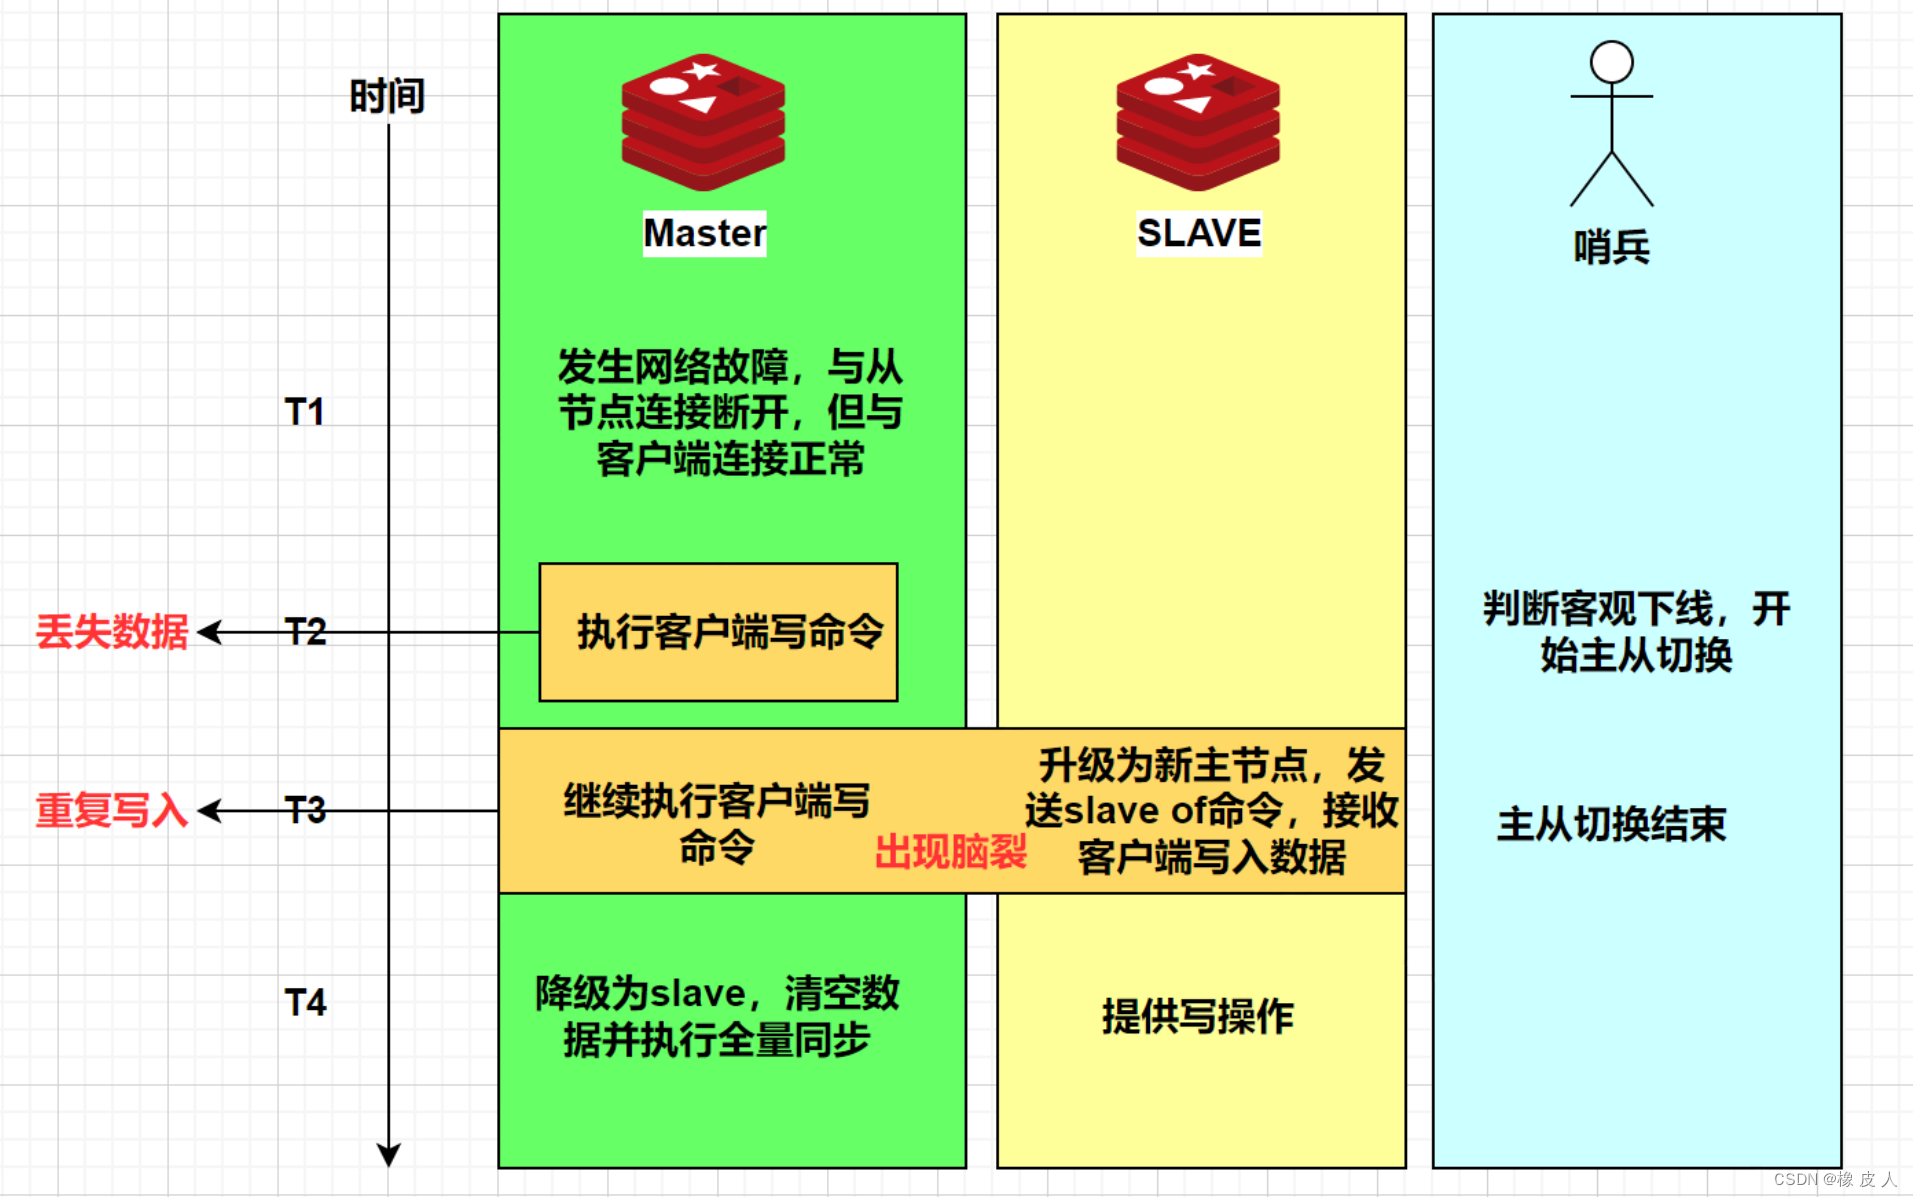 时间
Master
SLAVE
哨兵
T1
发生网络故障，与从
节点连接断开，但与
客户端连接正常
丢失数据
T2
执行客户端写命令
判断客观下线，开
始主从切换
重复写入
T3
继续执行客户端写
命令
出现脑裂
升级为新主节点，发
送slave of命令，接收
客户端写入数据
主从切换结束
T4
降级为slave，清空数
据并执行全量同步
提供写操作
CSDN @橡 皮 人